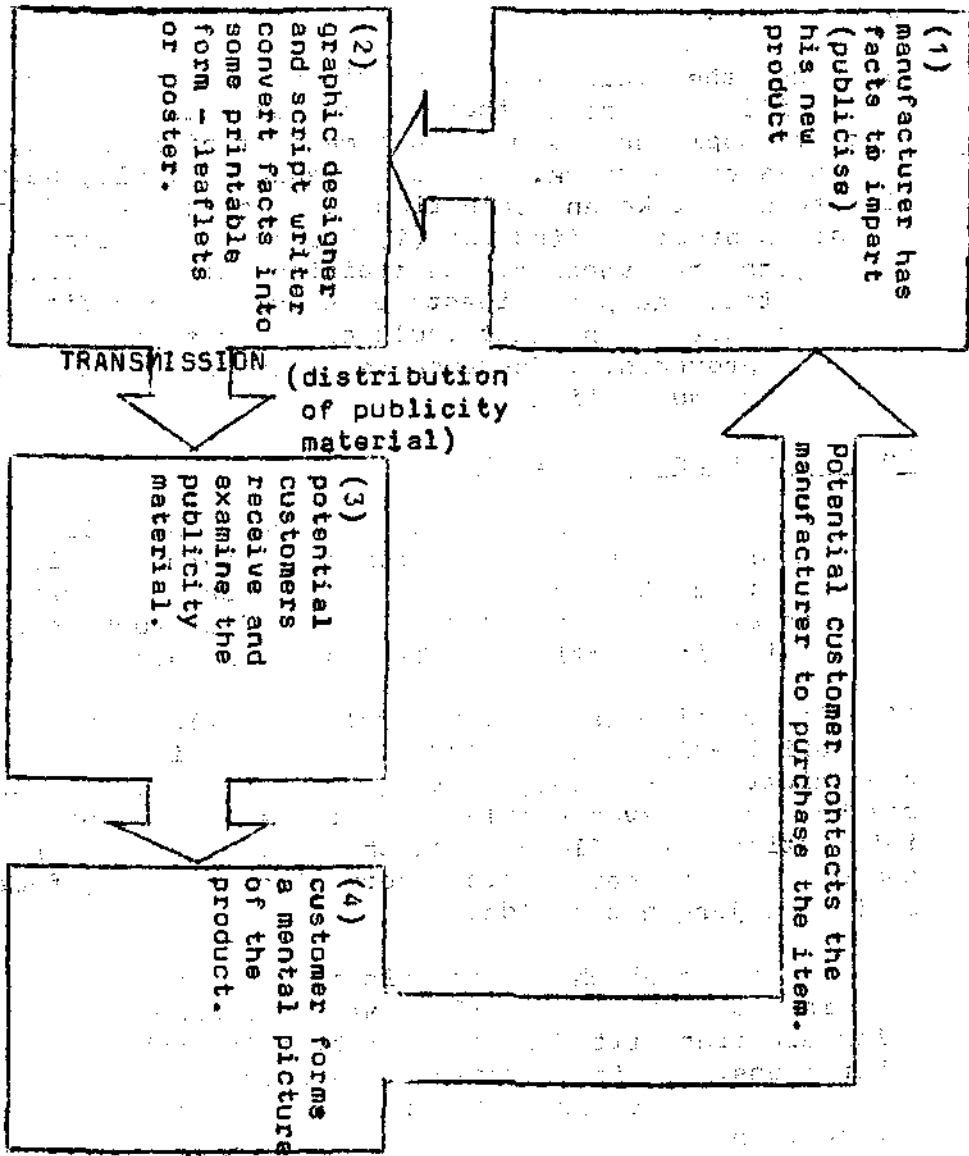 (1)
manufacturer has
facts to impart
(publicise)
his new
product
(2)
graphic designer
and script writer
convert facts into
some printable
form - leaflets
or poster.
TRANSMISSION
(distribution
of publicity
material)
(3)
potential
customers
receive and
examine the
publicity
material.
(4)
customer forms
a mental picture
of the
product.
Potential customer contacts the
manufacturer to purchase the item.